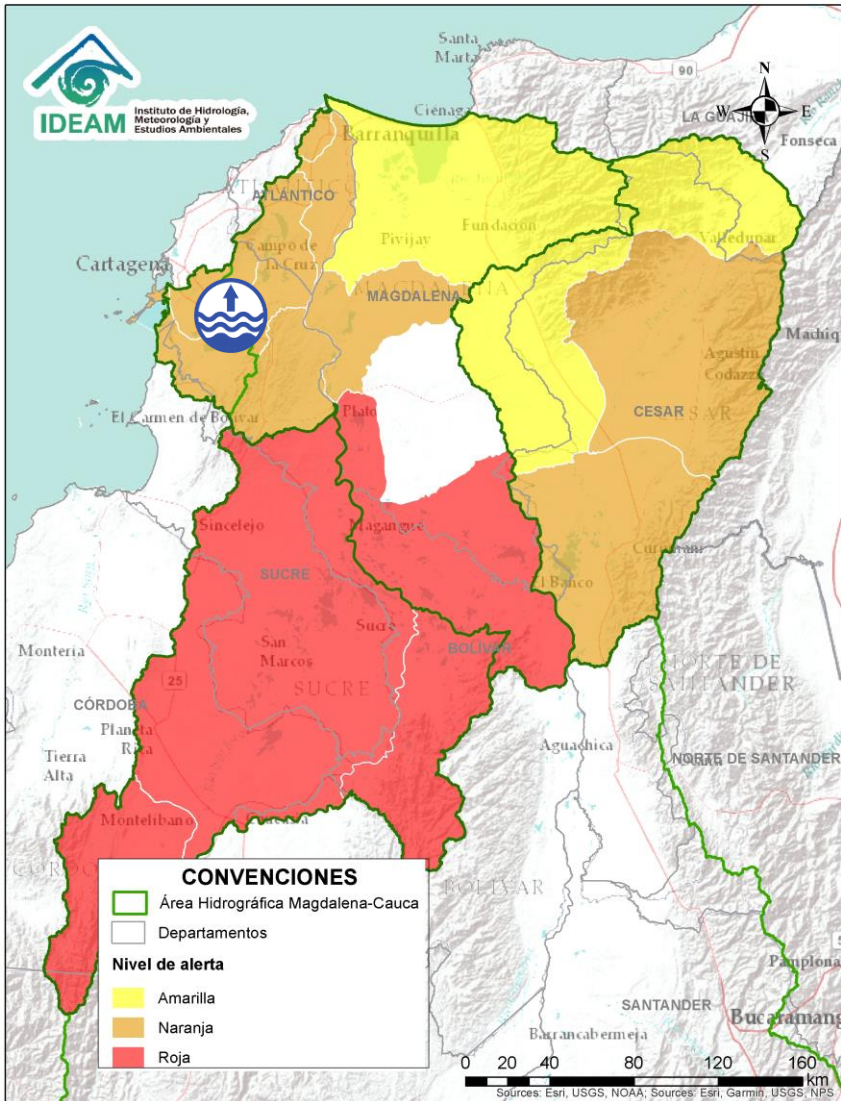 IDEAM
Instituto de Hidrología,
Meteorología y
Estudios Ambientales
Santa
Marta
90
N
W
E
S
Ciénaga
LA GUAJI
Barranquilla
Fonseca
ATLÁNTICO
Fundación
Pivijay
Valledupar
Campo de
la Cruz
Cartagena
MAGDALENA
Agustín
Codazzi
El Carmen de Bolívar
Plato
CESAR
Sincelejo
Magangue
SUCRE
El Banco
Sucre
San
Marcos
BOLÍVAR
Montería
SUCRE
NORTE DE
SANTANDER
25
CÓRDOBA
Planeta
Rica
Aguachica
Tierra
Alta
NORTE DE SANTANDER
Montelíbano
BOLÍVAR
CONVENCIONES
Área Hidrográfica Magdalena-Cauca
Departamentos
Nivel de alerta
Amarilla
Naranja
Roja
Pamplona
SANTANDER
Bucaramang
Barrancabermeja
0 20 40 80 120 160
km
Sources: Esri, USGS, NOAA; Sources: Esri, Garmin, USGS, NPS